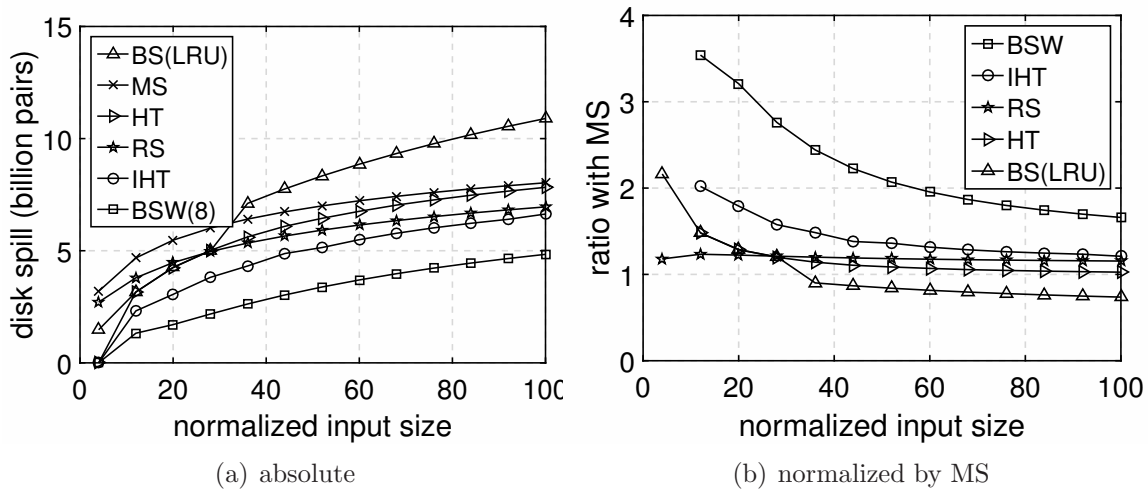 15
10
5
0
0
20
40
60
80
100
disk spill (billion pairs)
normalized input size
BS(LRU)
MS
HT
RS
IHT
BSW(8)
(a) absolute
4
3
2
1
0
0
20
40
60
80
100
ratio with MS
normalized input size
BSW
IHT
RS
HT
BS(LRU)
(b) normalized by MS